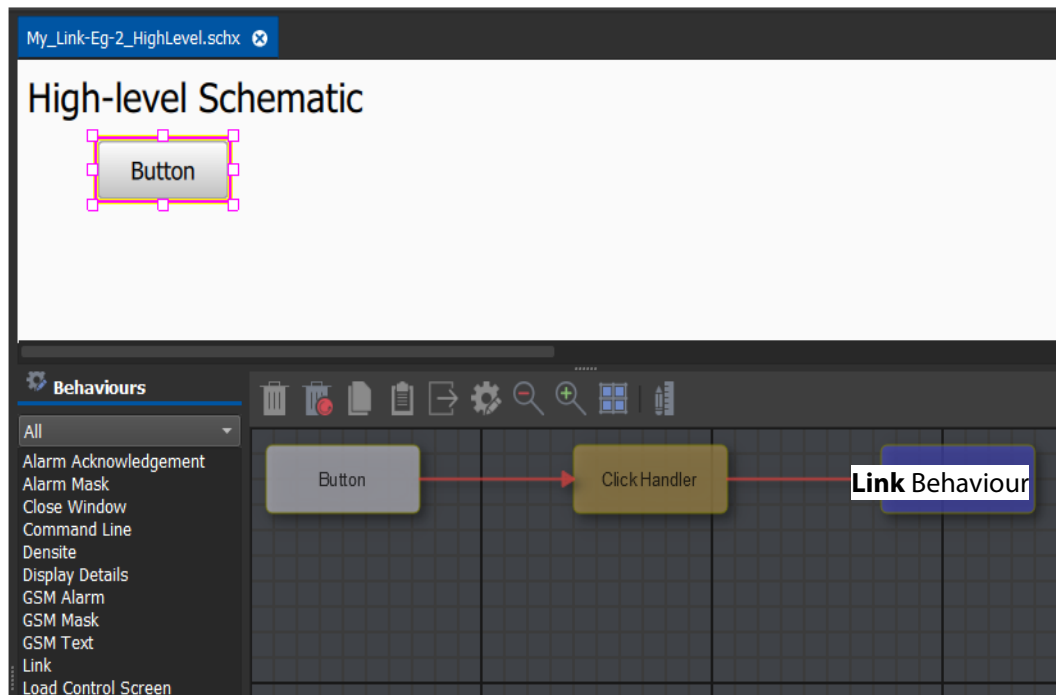 My_Link-Eg-2_HighLevel.schx
High-level Schematic
Button
Behaviours
All
Alarm Acknowledgement
Alarm Mask
Close Window
Command Line
Densite
Display Details
GSM Alarm
GSM Mask
GSM Text
Link
Load Control Screen
Button
Click Handler
Link Behaviour